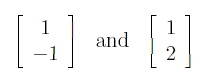 [ 1 ] and [ 1 ]
[ -1 ] [ 2 ]